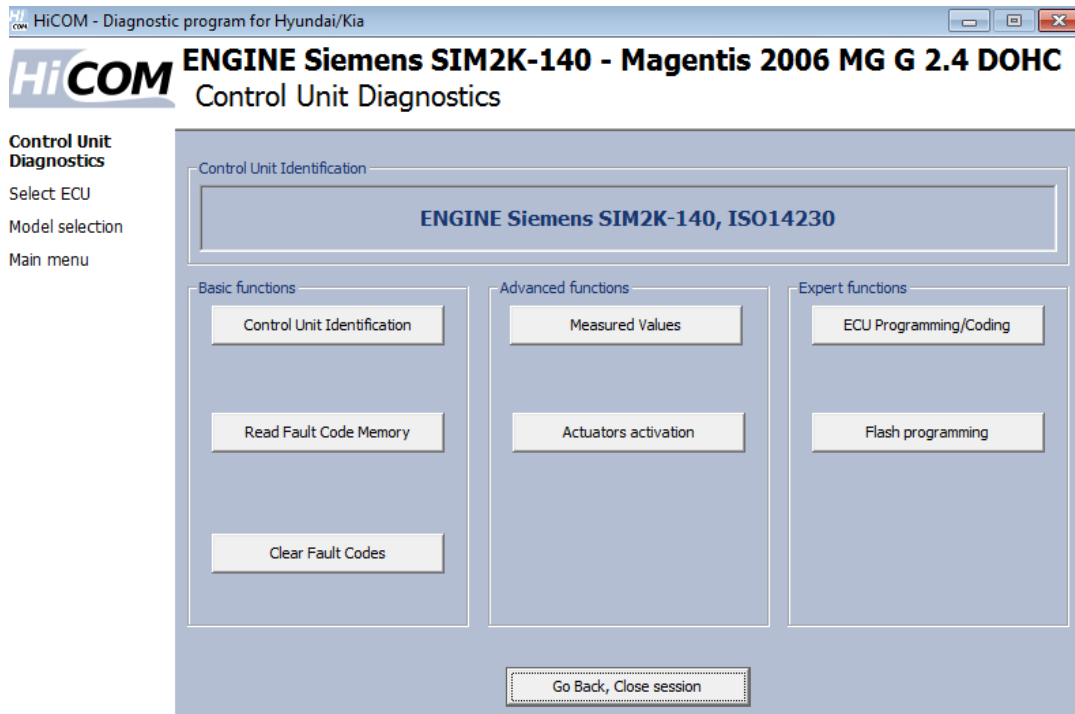 HiCOM - Diagnostic program for Hyundai/Kia
HiCOM
ENGINE Siemens SIM2K-140 - Magentis 2006 MG G 2.4 DOHC
Control Unit Diagnostics
Control Unit
Diagnostics
Select ECU
Model selection
Main menu
Control Unit Identification
ENGINE Siemens SIM2K-140, ISO14230
Basic functions
Control Unit Identification
Read Fault Code Memory
Clear Fault Codes
Advanced functions
Measured Values
Actuators activation
Expert functions
ECU Programming/Coding
Flash programming
Go Back, Close session